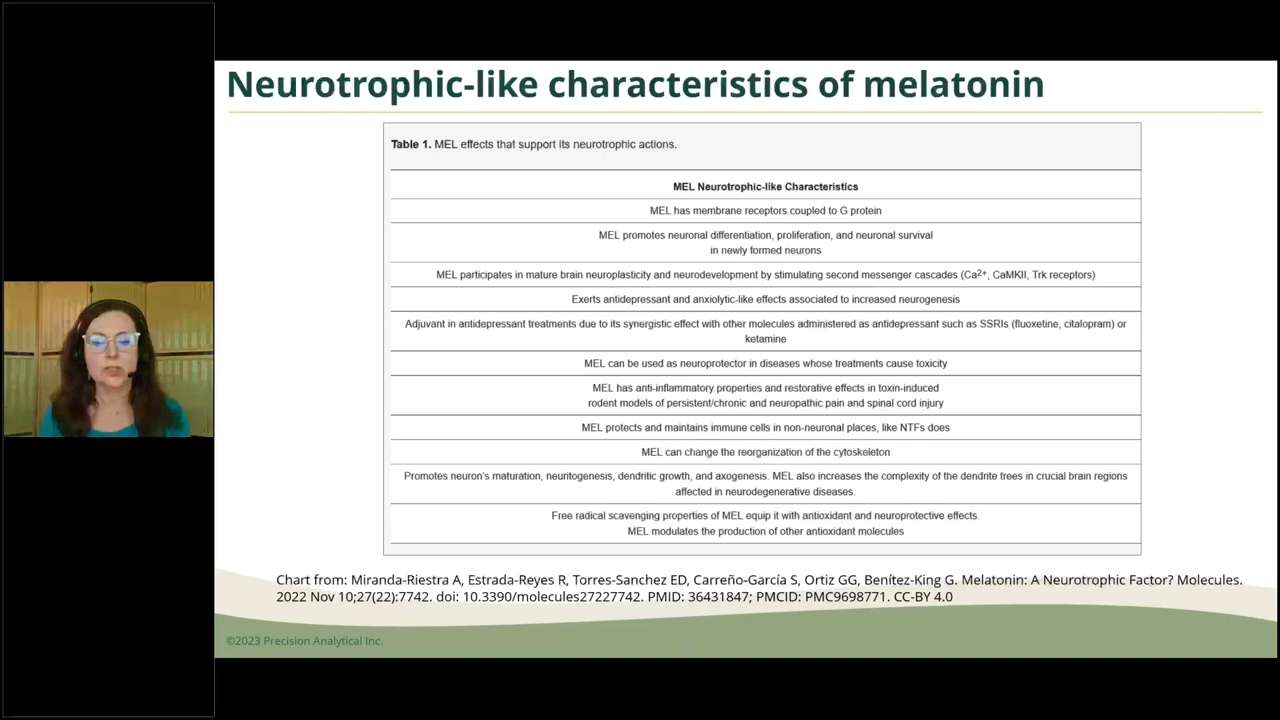 Neurotrophic-like characteristics of melatonin
Table 1. MEL effects that support its neurotrophic actions.
MEL Neurotrophic-like Characteristics
MEL has membrane receptors coupled to G protein
MEL promotes neuronal differentiation, proliferation, and neuronal survival
in newly formed neurons
MEL participates in mature brain neuroplasticity and neurodevelopment by stimulating second messenger cascades (Ca²⁺, CaMKII, Trk receptors)
Exerts antidepressant and anxiolytic-like effects associated to increased neurogenesis
Adjuvant in antidepressant treatments due to its synergistic effect with other molecules administered as antidepressant such as SSRIs (fluoxetine, citalopram) or
ketamine
MEL can be used as neuroprotector in diseases whose treatments cause toxicity
MEL has anti-inflammatory properties and restorative effects in toxin-induced
rodent models of persistent/chronic and neuropathic pain and spinal cord injury
MEL protects and maintains immune cells in non-neuronal places, like NTFs does
MEL can change the reorganization of the cytoskeleton
Promotes neuron's maturation, neuritogenesis, dendritic growth, and axogenesis. MEL also increases the complexity of the dendrite trees in crucial brain regions
affected in neurodegenerative diseases.
Free radical scavenging properties of MEL equip it with antioxidant and neuroprotective effects.
MEL modulates the production of other antioxidant molecules
Chart from: Miranda-Riestra A, Estrada-Reyes R, Torres-Sanchez ED, Carreño-García S, Ortiz GG, Benítez-King G. Melatonin: A Neurotrophic Factor? Molecules.
2022 Nov 10;27(22):7742. doi: 10.3390/molecules27227742. PMID: 36431847; PMCID: PMC9698771. CC-BY 4.0
©2023 Precision Analytical Inc.